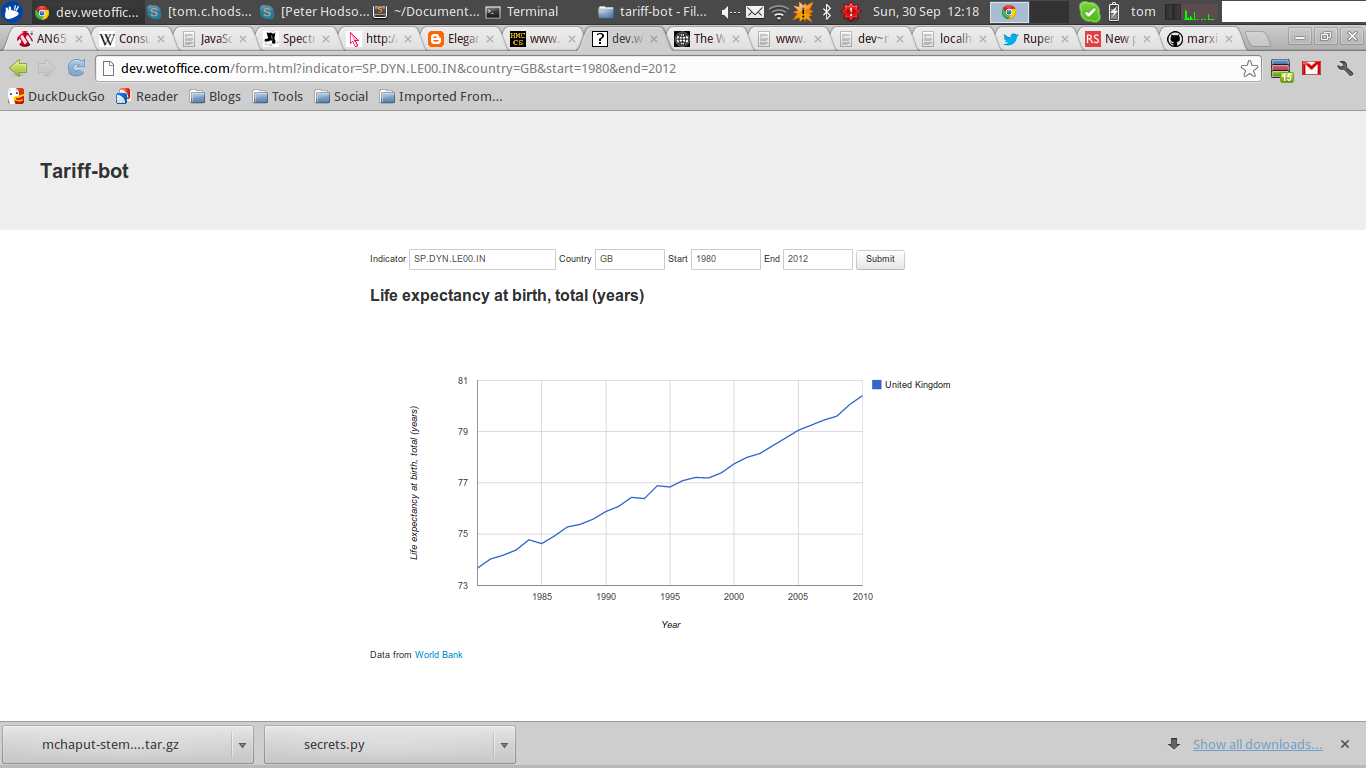 dev.wetoffic... [tom.c.hods... [Peter Hodso... ~/Document... Terminal tariff-bot - Fil... Sun, 30 Sep 12:18 tom
AN65 Consu JavaSc Spectr http:/ Elegar www. dev.w The W www. dev~r localh Ruper New p marxi
dev.wetoffice.com/form.html?indicator=SP.DYN.LE00.IN&country=GB&start=1980&end=2012
15
DuckDuckGo Reader Blogs Tools Social Imported From...
Tariff-bot
Indicator SP.DYN.LE00.IN Country GB Start 1980 End 2012 Submit
Life expectancy at birth, total (years)
Life expectancy at birth, total (years)
81
79
77
75
73
United Kingdom
1985 1990 1995 2000 2005 2010
Year
Data from World Bank
mchaput-stem....tar.gz secrets.py Show all downloads...